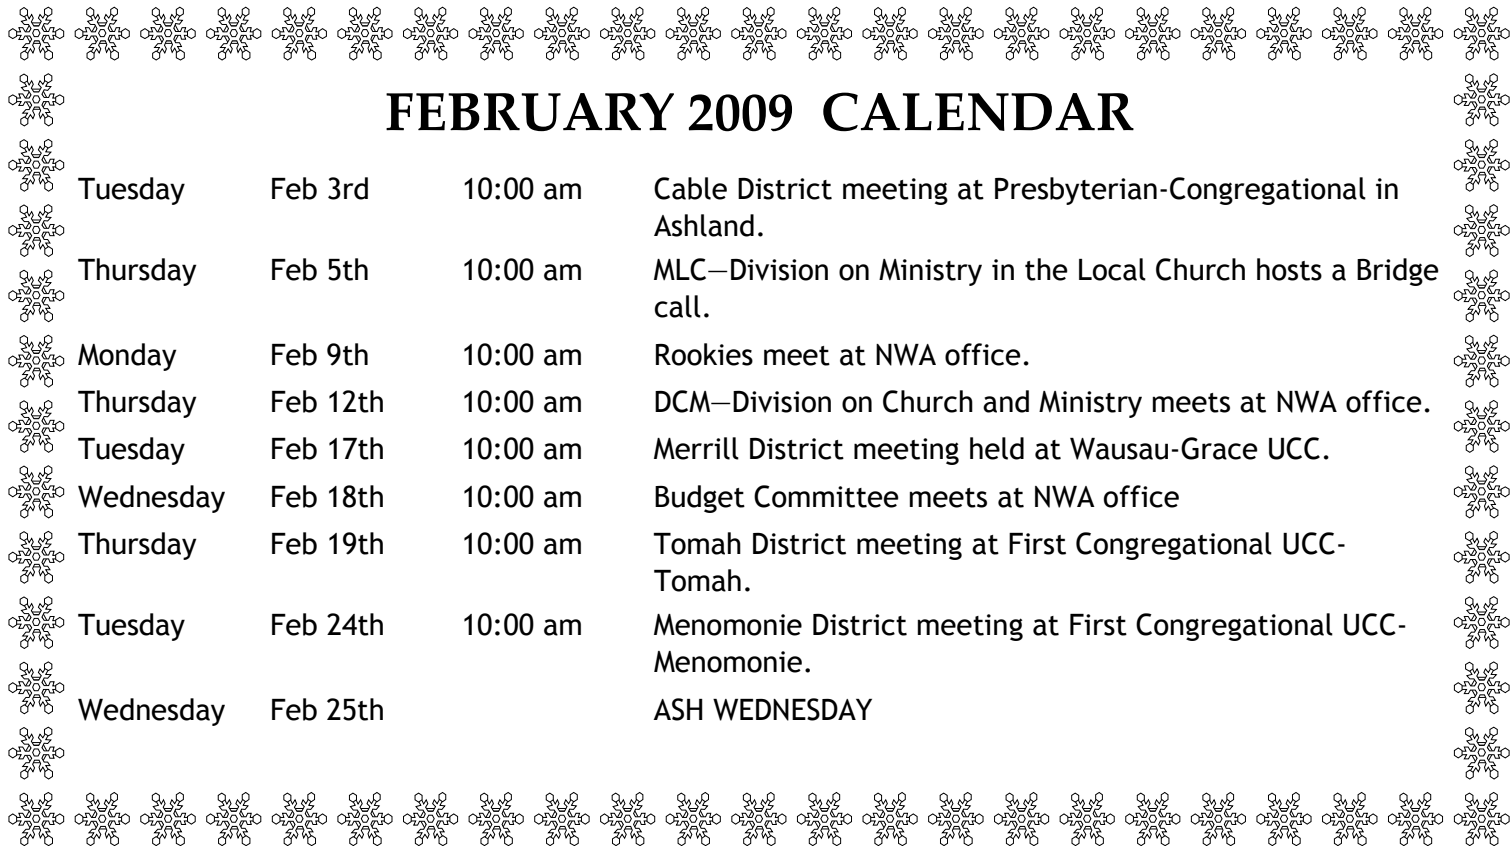 FEBRUARY 2009 CALENDAR
Tuesday Feb 3rd 10:00 am Cable District meeting at Presbyterian-Congregational in
Ashland.
Thursday Feb 5th 10:00 am MLC—Division on Ministry in the Local Church hosts a Bridge
call.
Monday Feb 9th 10:00 am Rookies meet at NWA office.
Thursday Feb 12th 10:00 am DCM—Division on Church and Ministry meets at NWA office.
Tuesday Feb 17th 10:00 am Merrill District meeting held at Wausau-Grace UCC.
Wednesday Feb 18th 10:00 am Budget Committee meets at NWA office
Thursday Feb 19th 10:00 am Tomah District meeting at First Congregational UCC-
Tomah.
Tuesday Feb 24th 10:00 am Menomonie District meeting at First Congregational UCC-
Menomonie.
Wednesday Feb 25th ASH WEDNESDAY